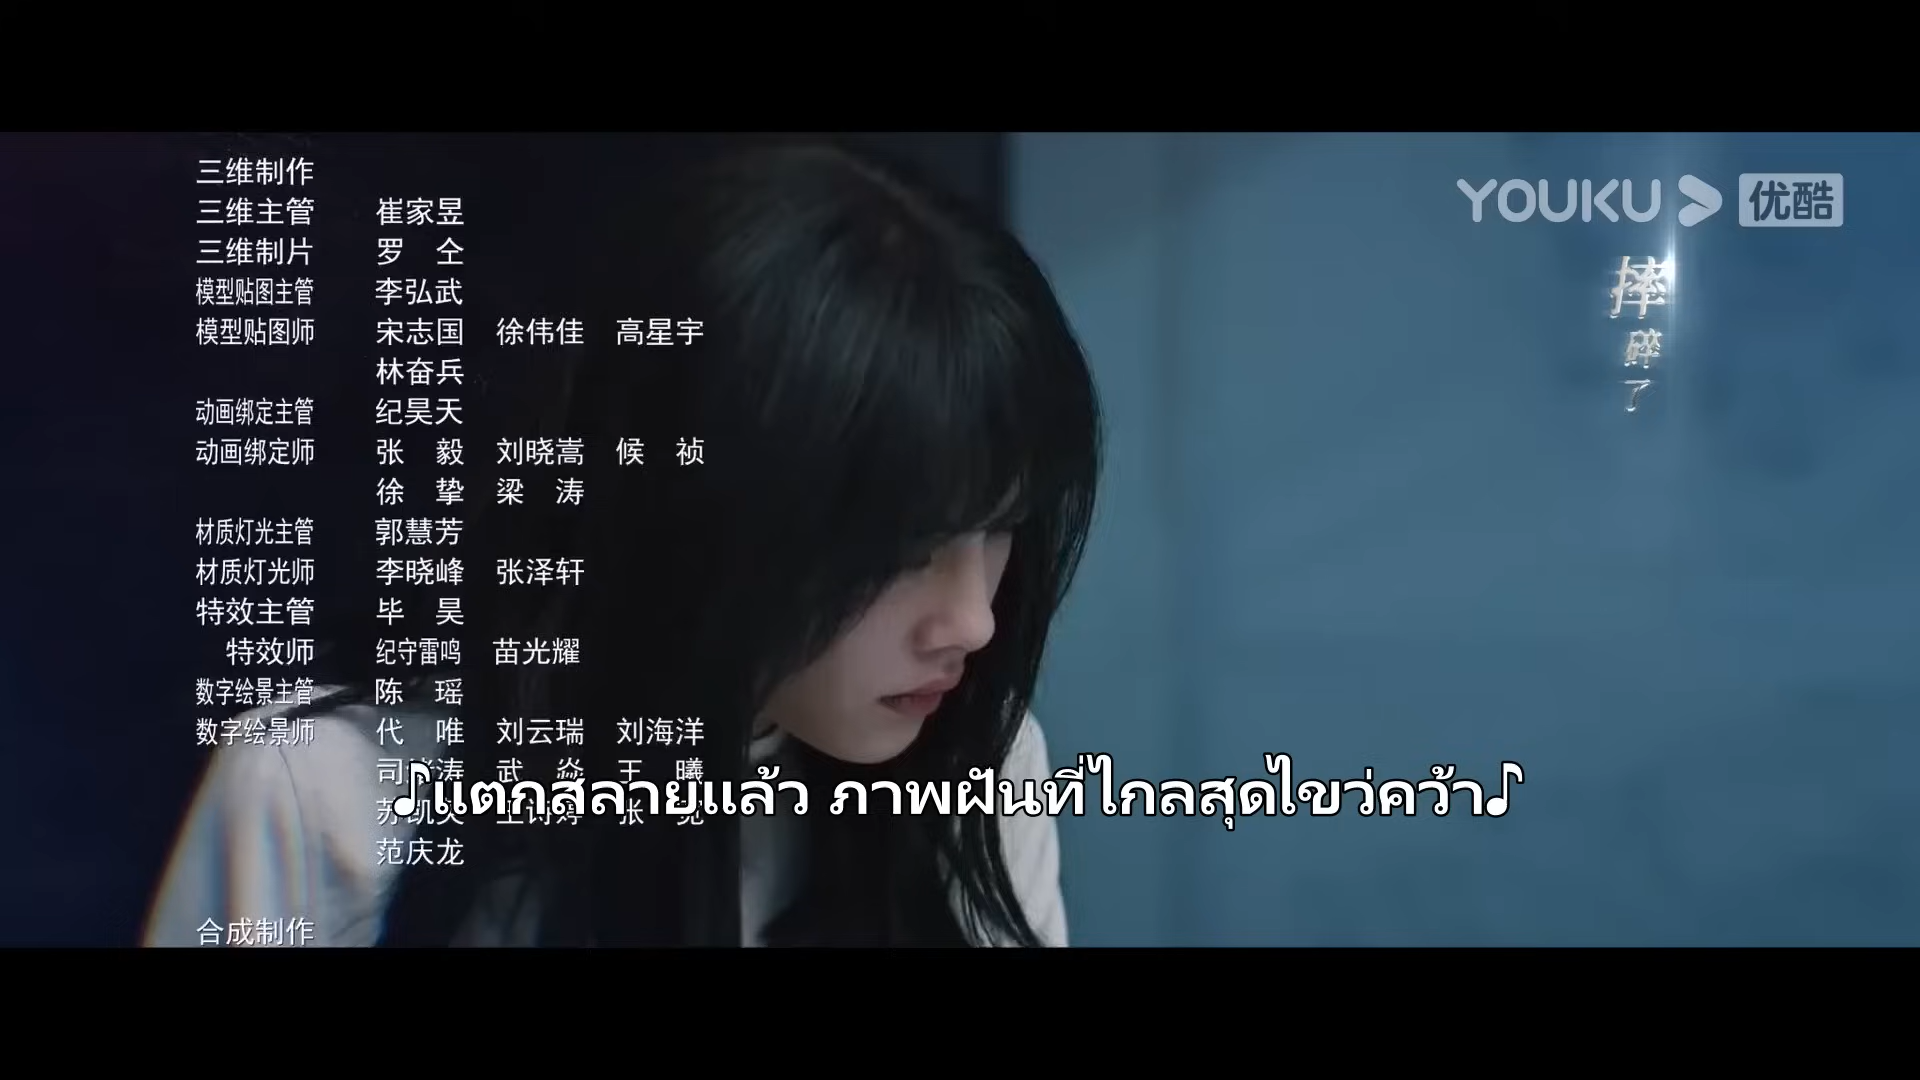 三维制作
三维主管 崔家昱
三维制片 罗 仝
模型贴图主管 李弘武
模型贴图师 宋志国 徐伟佳 高星宇
林奋兵
动画绑定主管 纪昊天
动画绑定师 张 毅 刘晓嵩 候 祯
徐 挚 梁 涛
材质灯光主管 郭慧芳
材质灯光师 李晓峰 张泽轩
特效主管 毕 昊
特效师 纪守雷鸣 苗光耀
数字绘景主管 陈 瑶
数字绘景师 代 唯 刘云瑞 刘海洋
武 焱 王 曦
范庆龙
合成制作
YOUKU 优酷
摔碎了
♪แตกสลายแล้ว ภาพฝันที่ไกลสุดไขว่คว้า♪